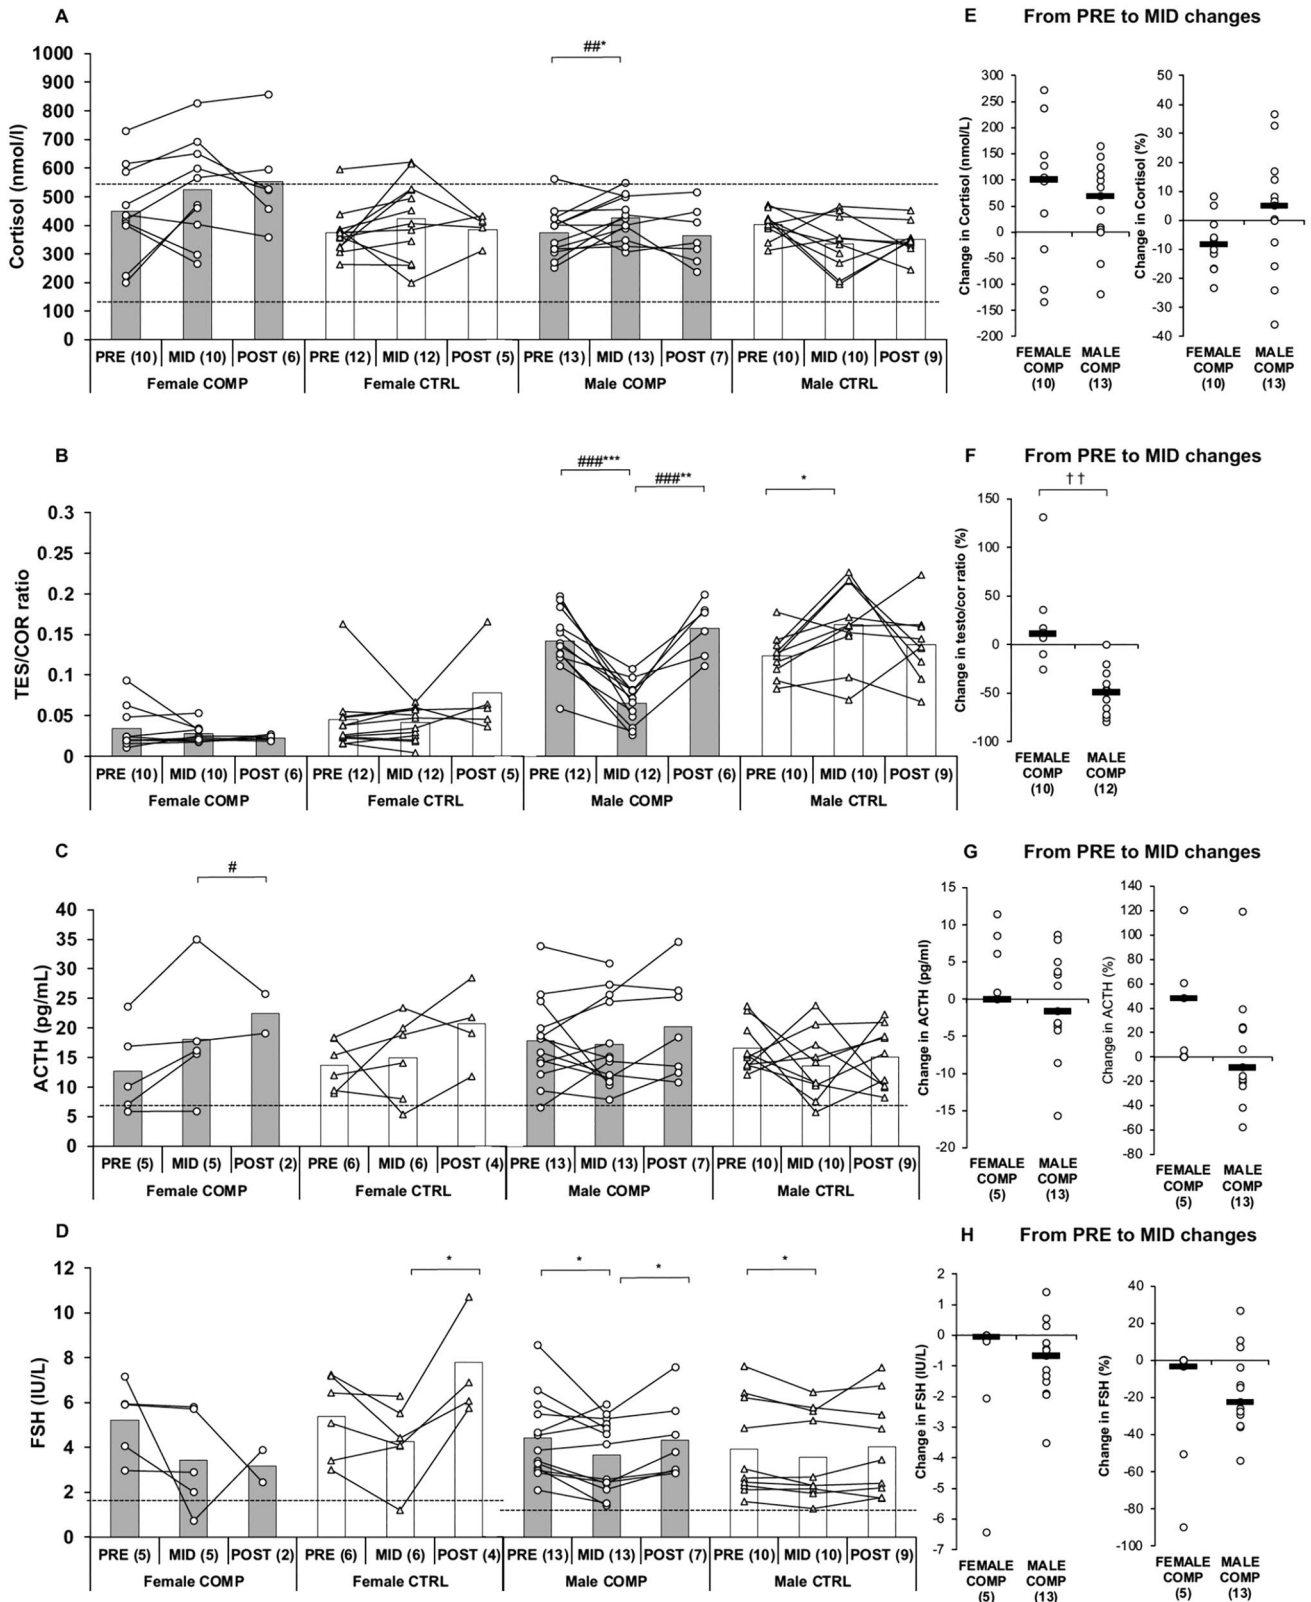 A
Cortisol (nmol/l)
1000
900
800
700
600
500
400
300
200
100
0
##*
PRE (10) MID (10) POST (6) PRE (12) MID (12) POST (5) PRE (13) MID (13) POST (7) PRE (10) MID (10) POST (9)
Female COMP Female CTRL Male COMP Male CTRL
E From PRE to MID changes
Change in Cortisol (nmol/L)
300
250
200
150
100
50
0
-50
-100
-150
-200
FEMALE MALE
COMP COMP
(10) (13)
Change in Cortisol (%)
50
40
30
20
10
0
-10
-20
-30
-40
FEMALE MALE
COMP COMP
(10) (13)
B
TES/COR ratio
0.3
0.25
0.2
0.15
0.1
0.05
0
###***
###**
*
PRE (10) MID (10) POST (6) PRE (12) MID (12) POST (5) PRE (12) MID (12) POST (6) PRE (10) MID (10) POST (9)
Female COMP Female CTRL Male COMP Male CTRL
F From PRE to MID changes
Change in testo/cor ratio (%)
150
100
50
0
-50
-100
††
FEMALE MALE
COMP COMP
(10) (12)
C
ACTH (pg/mL)
40
35
30
25
20
15
10
5
0
#
PRE (5) MID (5) POST (2) PRE (6) MID (6) POST (4) PRE (13) MID (13) POST (7) PRE (10) MID (10) POST (9)
Female COMP Female CTRL Male COMP Male CTRL
G From PRE to MID changes
Change in ACTH (pg/ml)
15
10
5
0
-5
-10
-15
-20
FEMALE MALE
COMP COMP
(5) (13)
Change in ACTH (%)
140
120
100
80
60
40
20
0
-20
-40
-60
-80
FEMALE MALE
COMP COMP
(5) (13)
D
FSH (IU/L)
12
10
8
6
4
2
0
*
*
*
*
PRE (5) MID (5) POST (2) PRE (6) MID (6) POST (4) PRE (13) MID (13) POST (7) PRE (10) MID (10) POST (9)
Female COMP Female CTRL Male COMP Male CTRL
H From PRE to MID changes
Change in FSH (IU/L)
2
1
0
-1
-2
-3
-4
-5
-6
-7
FEMALE MALE
COMP COMP
(5) (13)
Change in FSH (%)
40
20
0
-20
-40
-60
-80
-100
FEMALE MALE
COMP COMP
(5) (13)